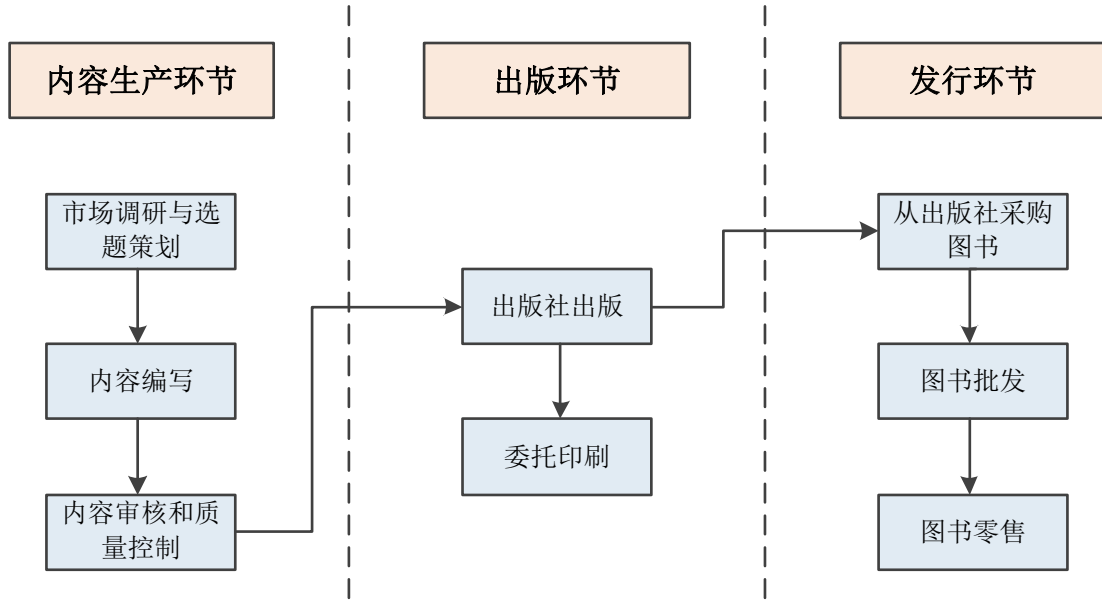 内容生产环节
出版环节
发行环节
市场调研与选
题策划
内容编写
内容审核和质
量控制
出版社出版
委托印刷
从出版社采购
图书
图书批发
图书零售